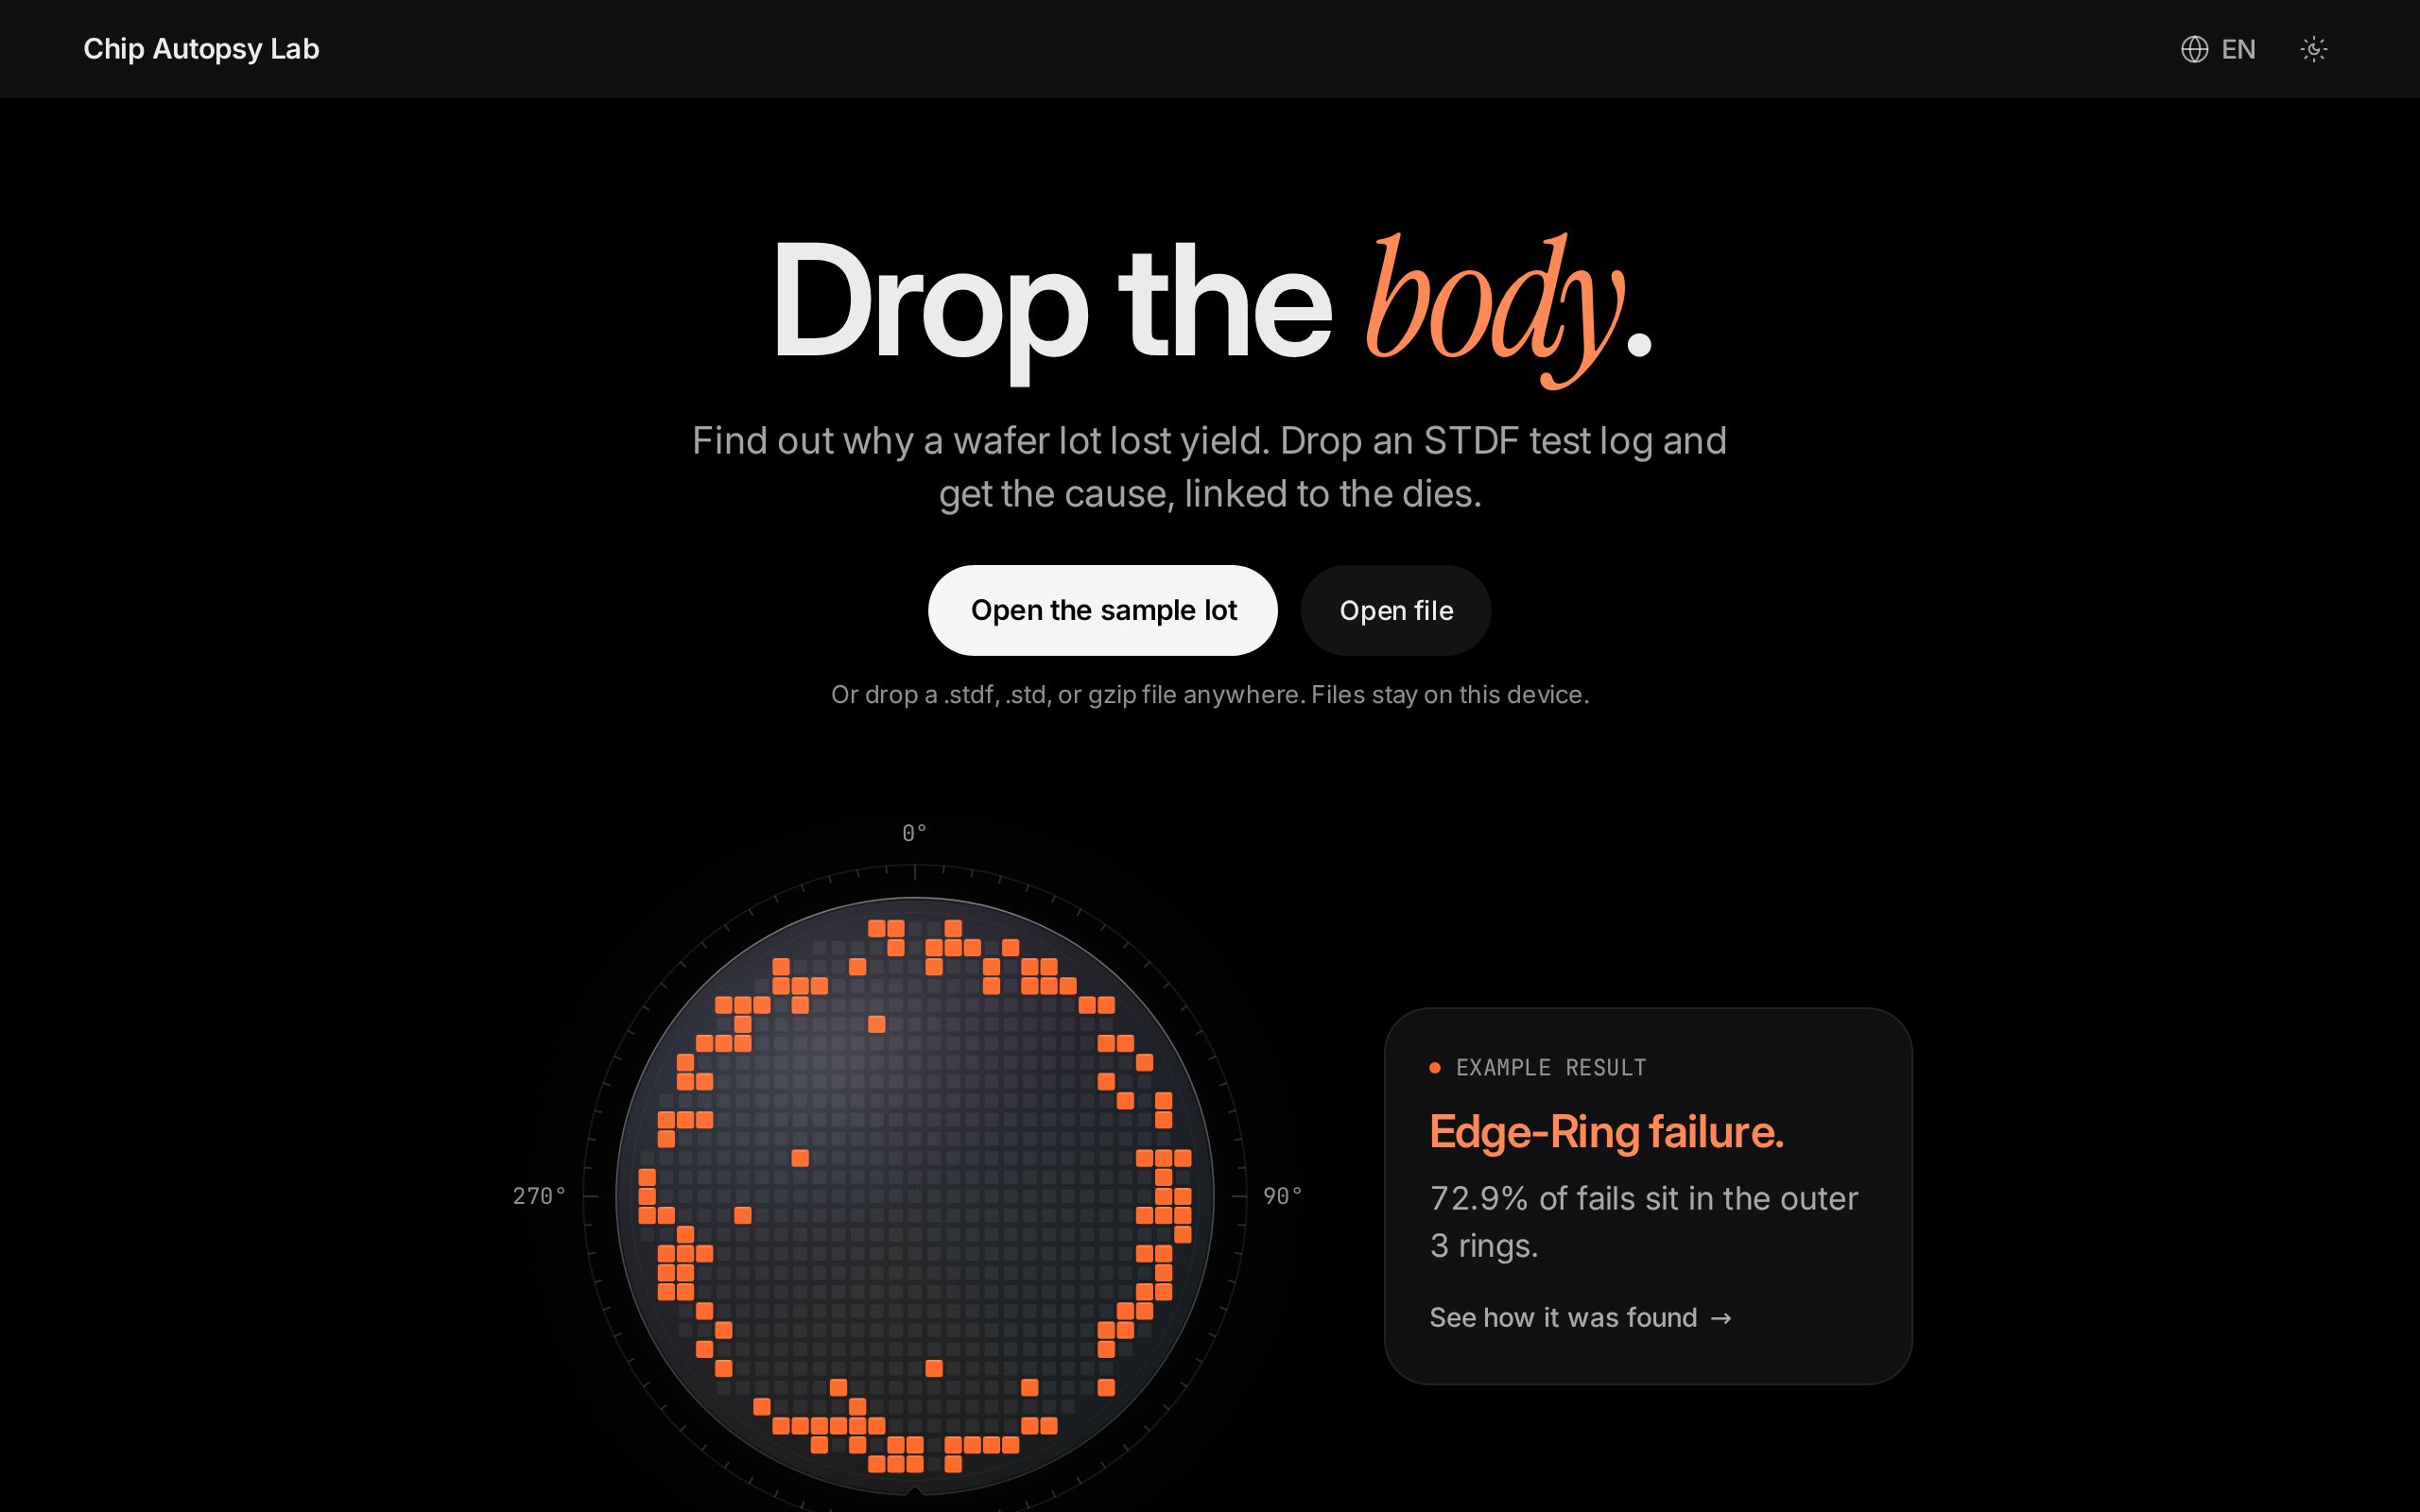 Chip Autopsy Lab
EN
Drop the body.
Find out why a wafer lot lost yield. Drop an STDF test log and
get the cause, linked to the dies.
Open the sample lot
Open file
Or drop a .stdf, .std, or gzip file anywhere. Files stay on this device.
0°
270°
90°
EXAMPLE RESULT
Edge-Ring failure.
72.9% of fails sit in the outer
3 rings.
See how it was found →